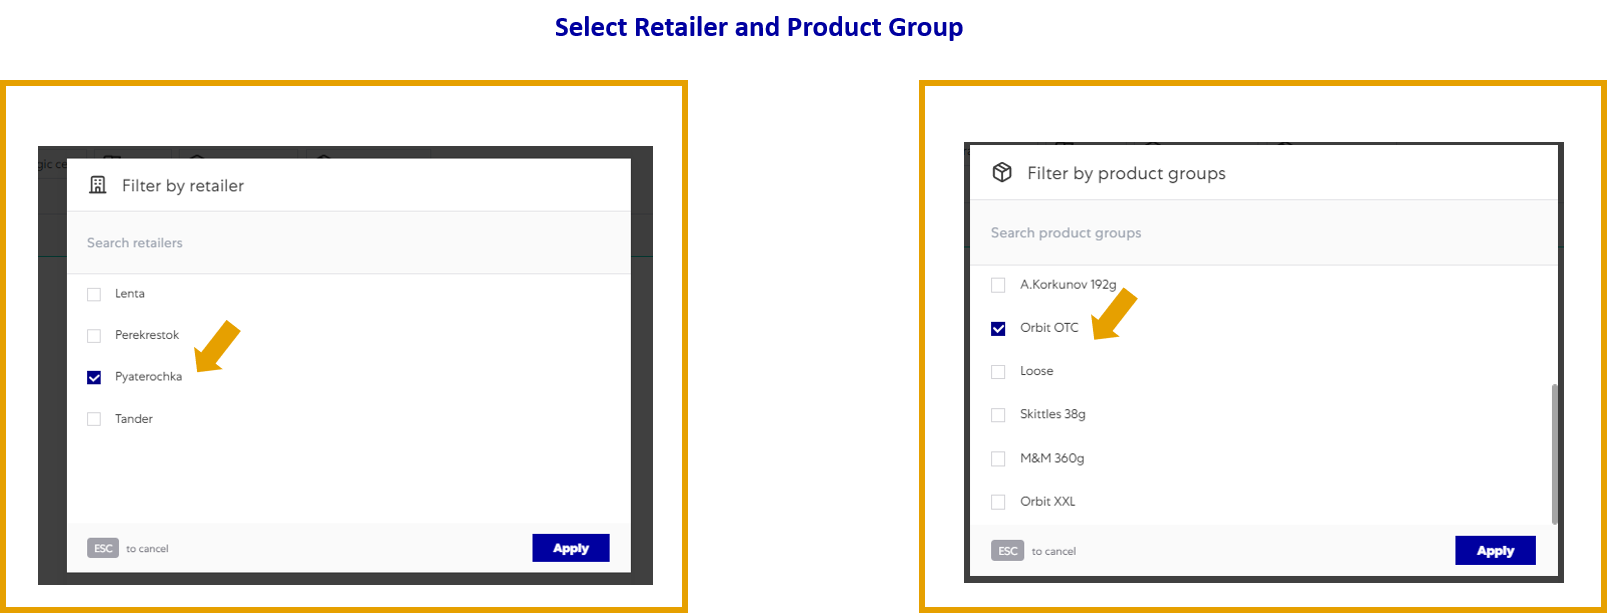 Select Retailer and Product Group
gic ce
Filter by retailer
Search retailers
Lenta
Perekrestok
Pyaterochka
Tander
ESC to cancel
Apply
Filter by product groups
Search product groups
A.Korkunov 192g
Orbit OTC
Loose
Skittles 38g
M&M 360g
Orbit XXL
ESC to cancel
Apply